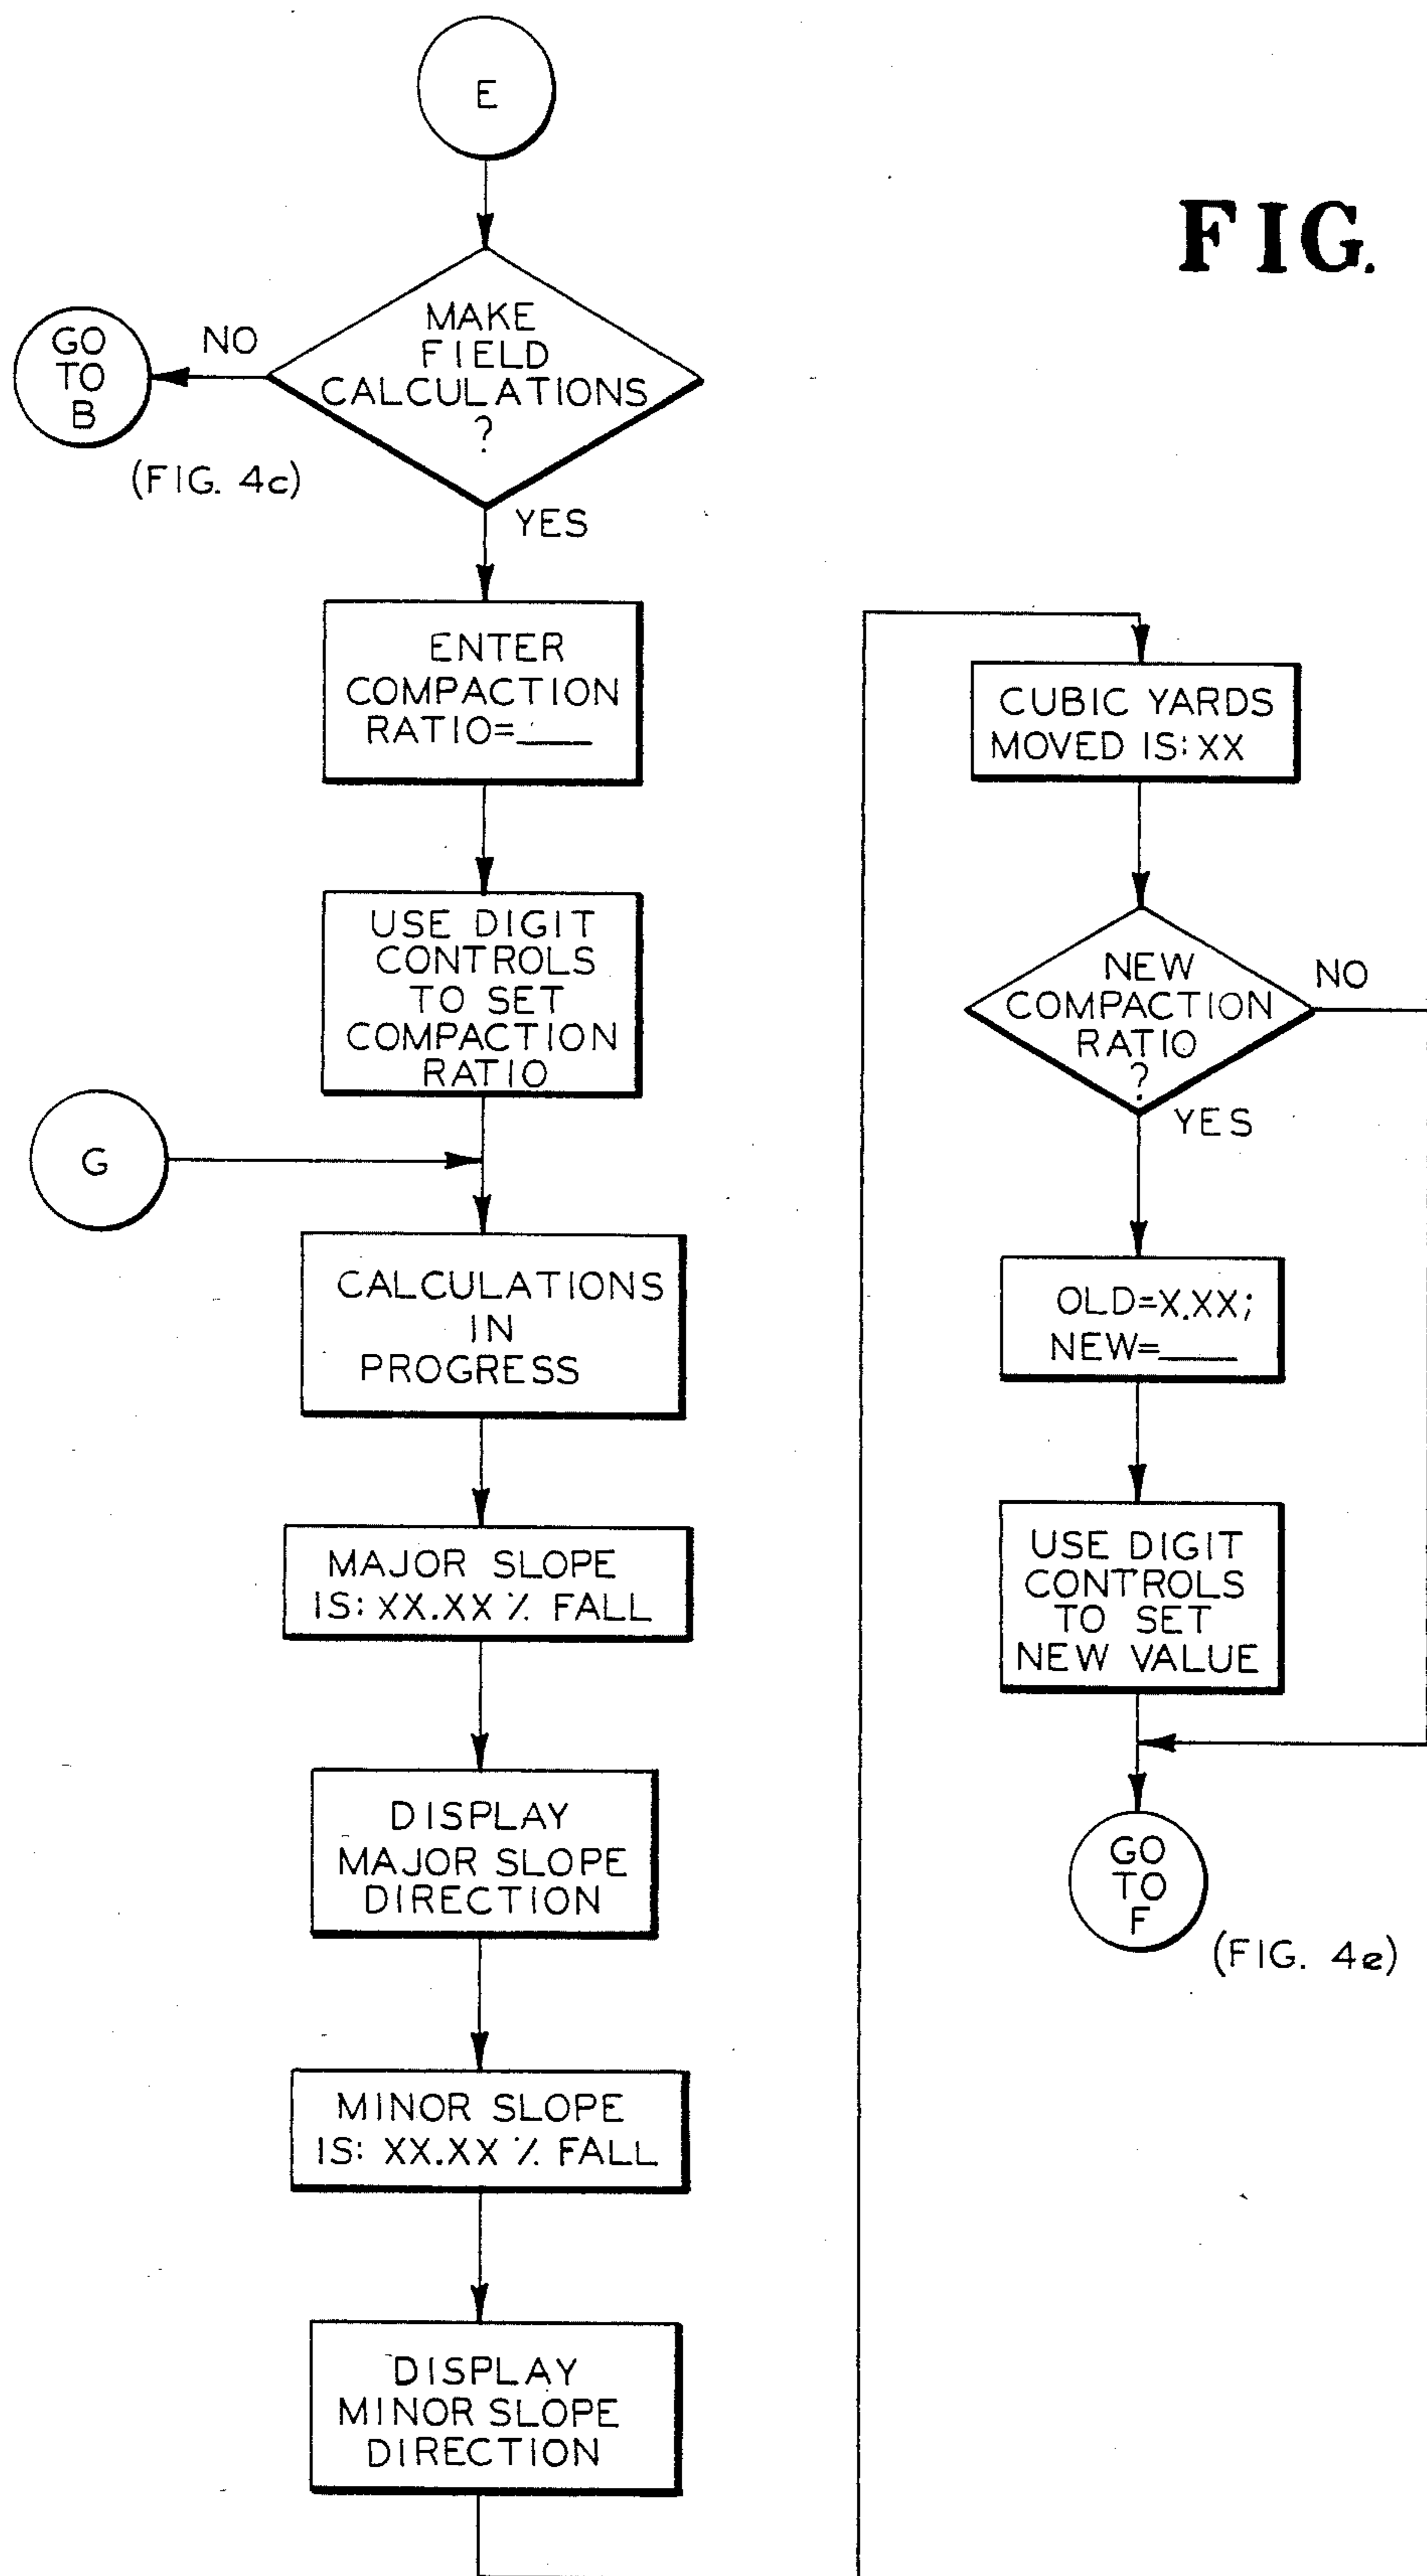 E
FIG.
MAKE
FIELD
CALCULATIONS
?
NO
GO
TO
B
(FIG. 4c)
YES
ENTER
COMPACTION
RATIO=____
USE DIGIT
CONTROLS
TO SET
COMPACTION
RATIO
G
CALCULATIONS
IN
PROGRESS
MAJOR SLOPE
IS: XX.XX % FALL
DISPLAY
MAJOR SLOPE
DIRECTION
MINOR SLOPE
IS: XX.XX % FALL
DISPLAY
MINOR SLOPE
DIRECTION
CUBIC YARDS
MOVED IS: XX
NEW
COMPACTION
RATIO
?
NO
YES
OLD=X.XX;
NEW=____
USE DIGIT
CONTROLS
TO SET
NEW VALUE
GO
TO
F
(FIG. 4e)